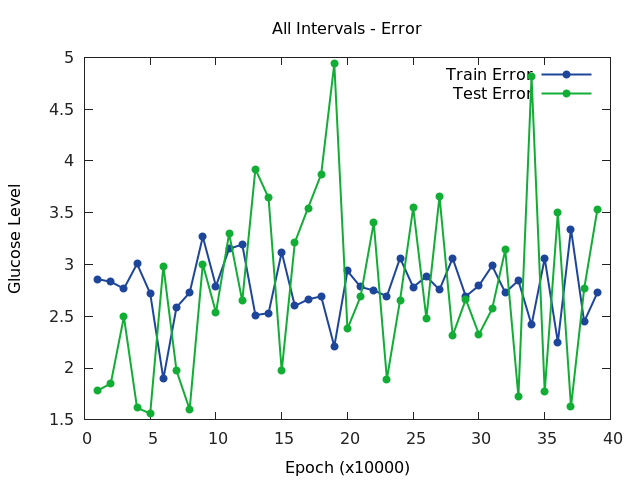 All Intervals - Error
Train Error
Test Error
Glucose Level
5
4.5
4
3.5
3
2.5
2
1.5
0 5 10 15 20 25 30 35 40
Epoch (x10000)